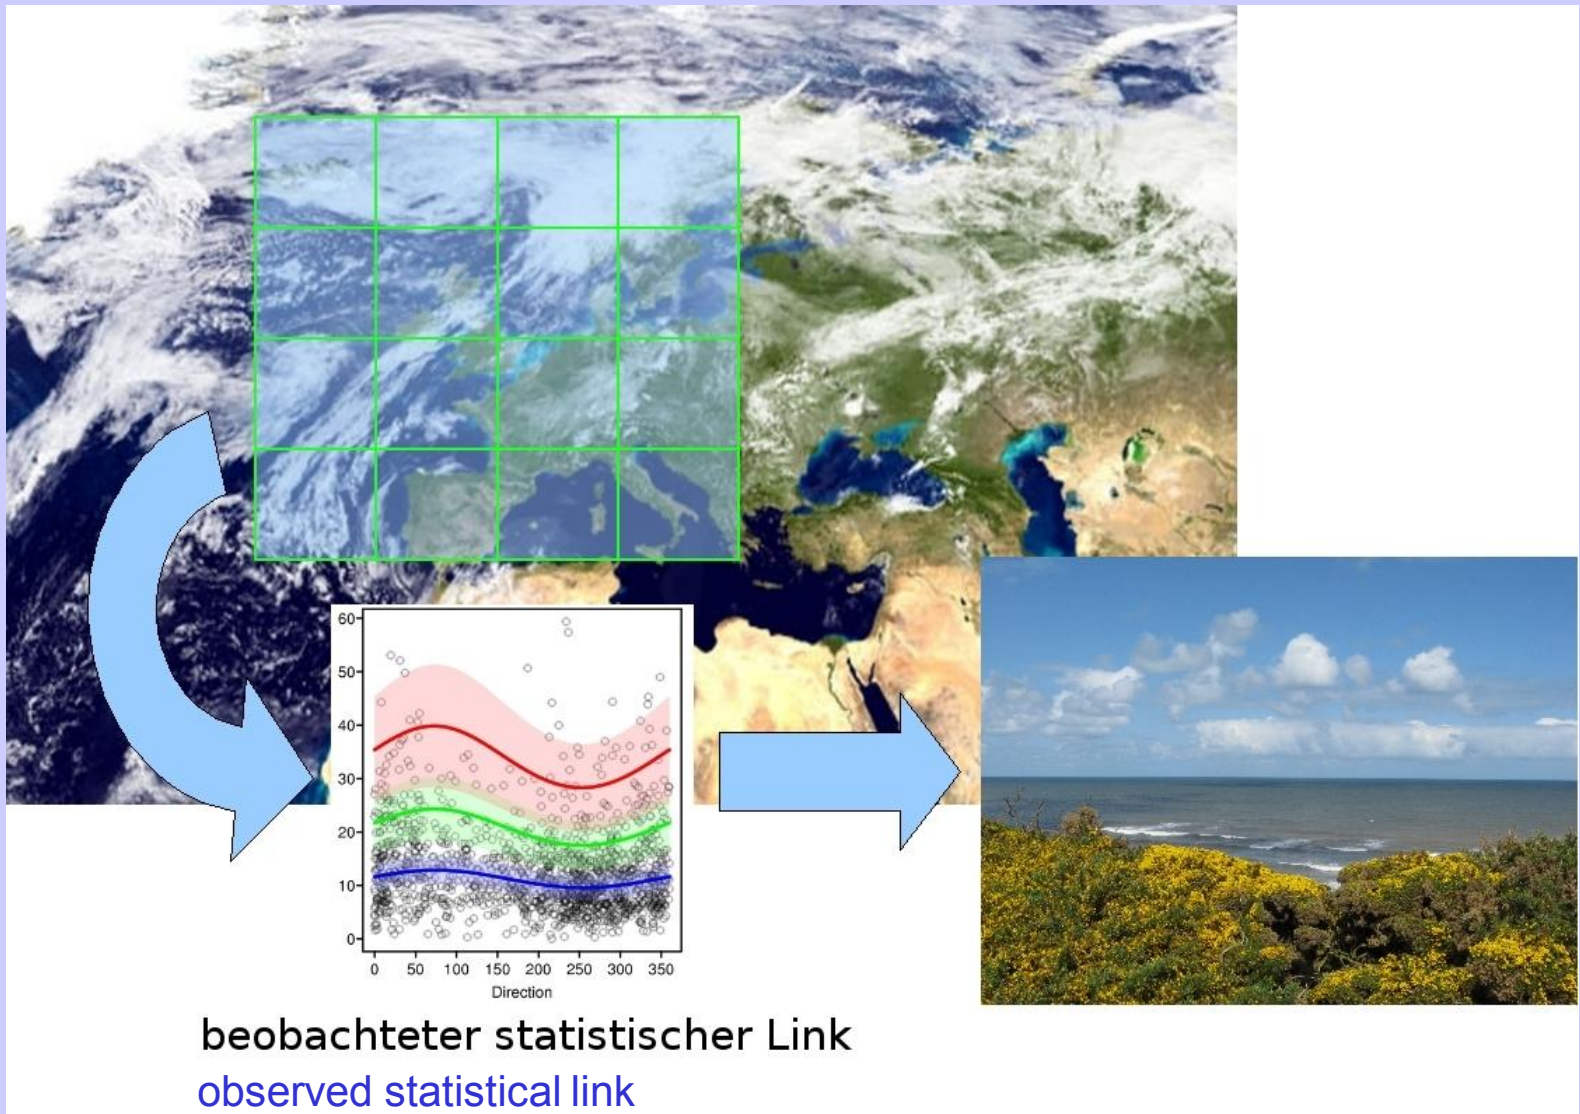 60
50
40
30
20
10
0
0 50 100 150 200 250 300 350
Direction
beobachteter statistischer Link
observed statistical link